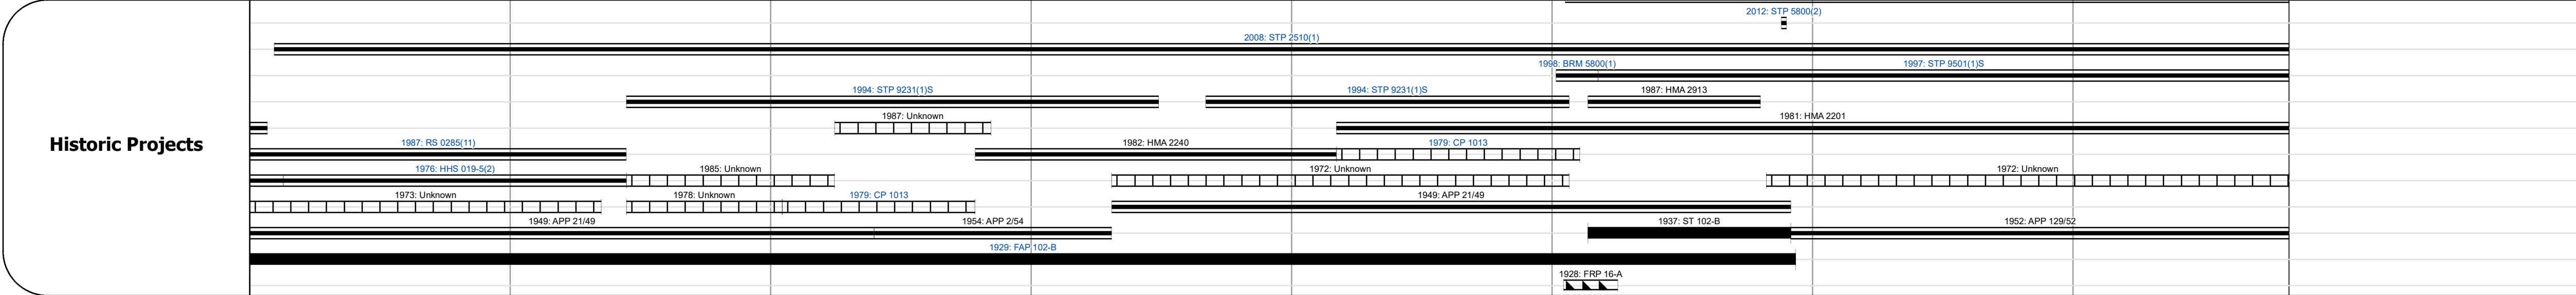 2012: STP 5800(2)
2008: STP 2510(1)
1998: BRM 5800(1) 1997: STP 9501(1)S
1994: STP 9231(1)S 1994: STP 9231(1)S 1987: HMA 2913
1987: Unknown 1981: HMA 2201
Historic Projects
1987: RS 0285(11) 1982: HMA 2240 1979: CP 1013
1976: HHS 019-5(2) 1985: Unknown 1972: Unknown 1972: Unknown
1973: Unknown 1978: Unknown 1979: CP 1013 1949: APP 21/49
1949: APP 21/49 1954: APP 2/54 1937: ST 102-B 1952: APP 129/52
1929: FAP 102-B
1928: FRP 16-A